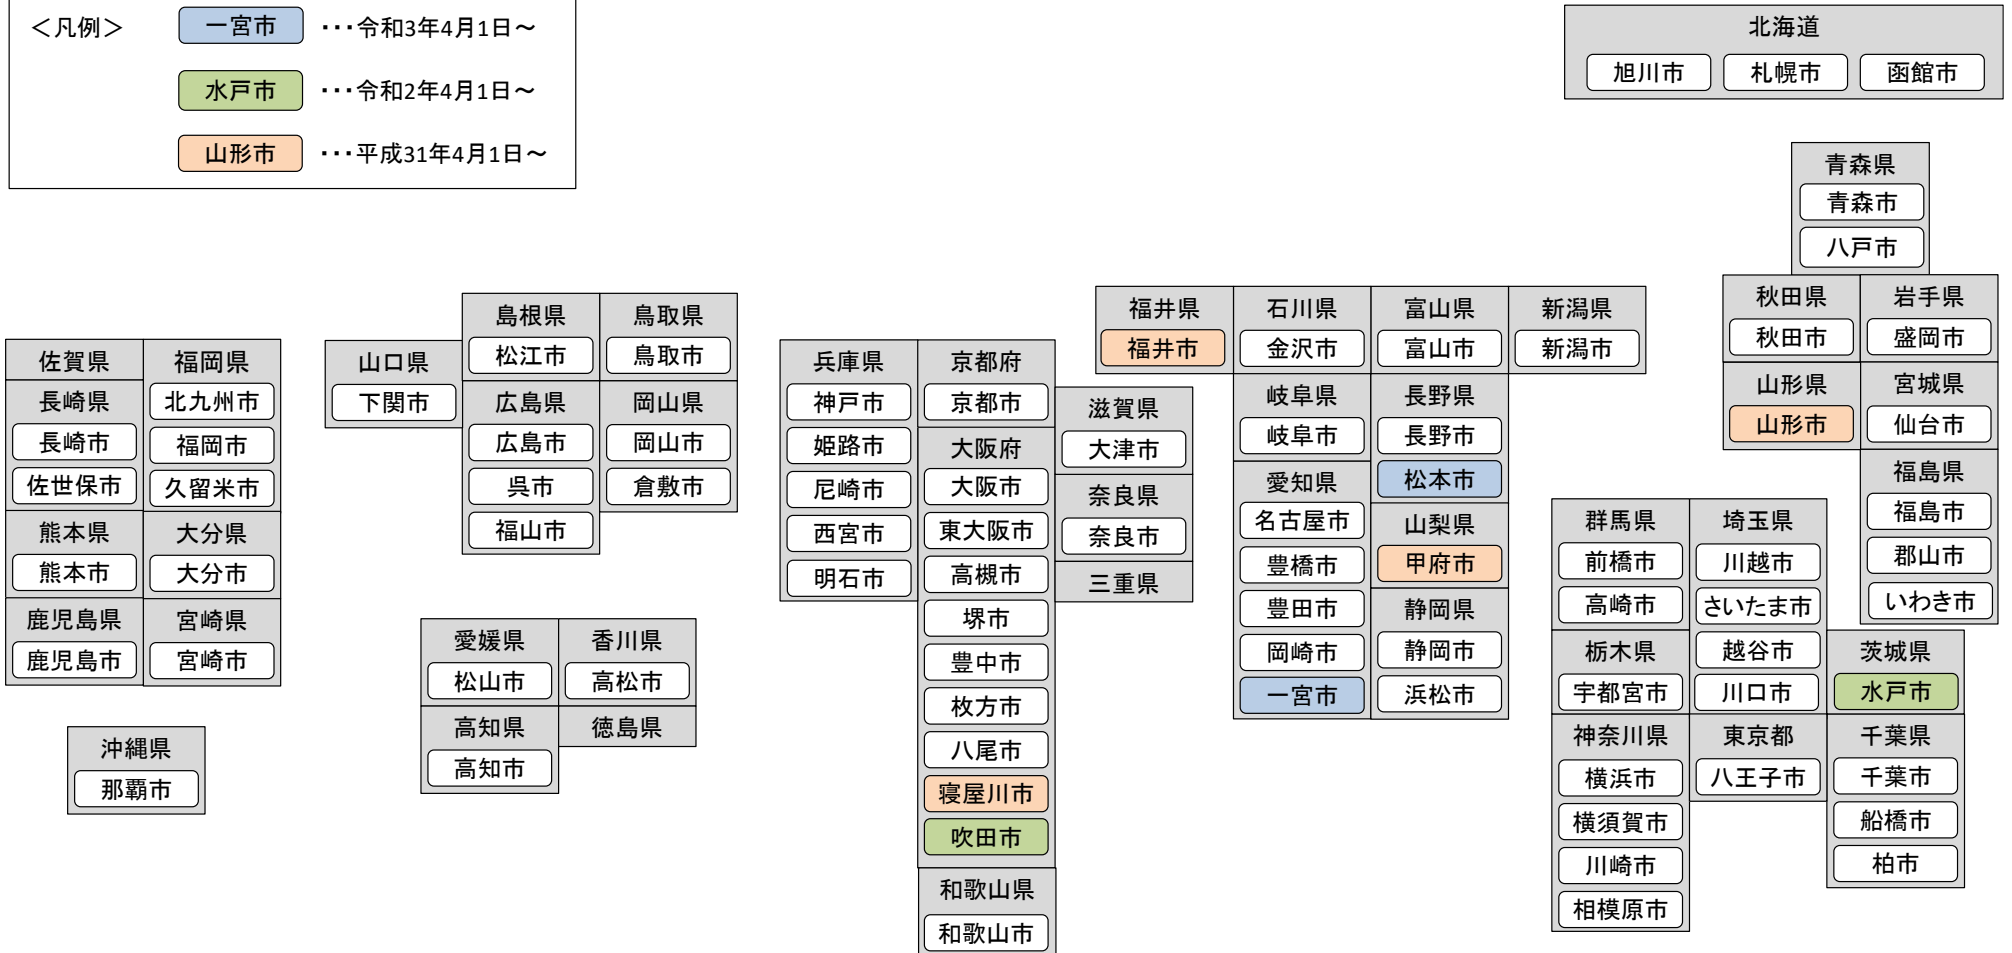 ＜凡例＞
一宮市 ･･･令和3年4月1日～
水戸市 ･･･令和2年4月1日～
山形市 ･･･平成31年4月1日～
北海道
旭川市 札幌市 函館市
青森県
青森市
八戸市
秋田県
秋田市
岩手県
盛岡市
山形県
山形市
宮城県
仙台市
福島県
福島市
郡山市
いわき市
福井県
福井市
石川県
金沢市
富山県
富山市
新潟県
新潟市
岐阜県
岐阜市
長野県
長野市
松本市
愛知県
名古屋市
豊橋市
豊田市
岡崎市
一宮市
山梨県
甲府市
静岡県
静岡市
浜松市
群馬県
前橋市
高崎市
埼玉県
川越市
さいたま市
越谷市
川口市
栃木県
宇都宮市
茨城県
水戸市
神奈川県
横浜市
横須賀市
川崎市
相模原市
東京都
八王子市
千葉県
千葉市
船橋市
柏市
兵庫県
神戸市
姫路市
尼崎市
西宮市
明石市
京都府
京都市
大阪府
大阪市
東大阪市
高槻市
堺市
豊中市
枚方市
八尾市
寝屋川市
吹田市
和歌山県
和歌山市
滋賀県
大津市
奈良県
奈良市
三重県
島根県
松江市
鳥取県
鳥取市
山口県
下関市
広島県
広島市
呉市
福山市
岡山県
岡山市
倉敷市
愛媛県
松山市
香川県
高松市
高知県
高知市
徳島県
佐賀県
福岡県
北九州市
福岡市
久留米市
長崎県
長崎市
佐世保市
熊本県
熊本市
大分県
大分市
鹿児島県
鹿児島市
宮崎県
宮崎市
沖縄県
那覇市